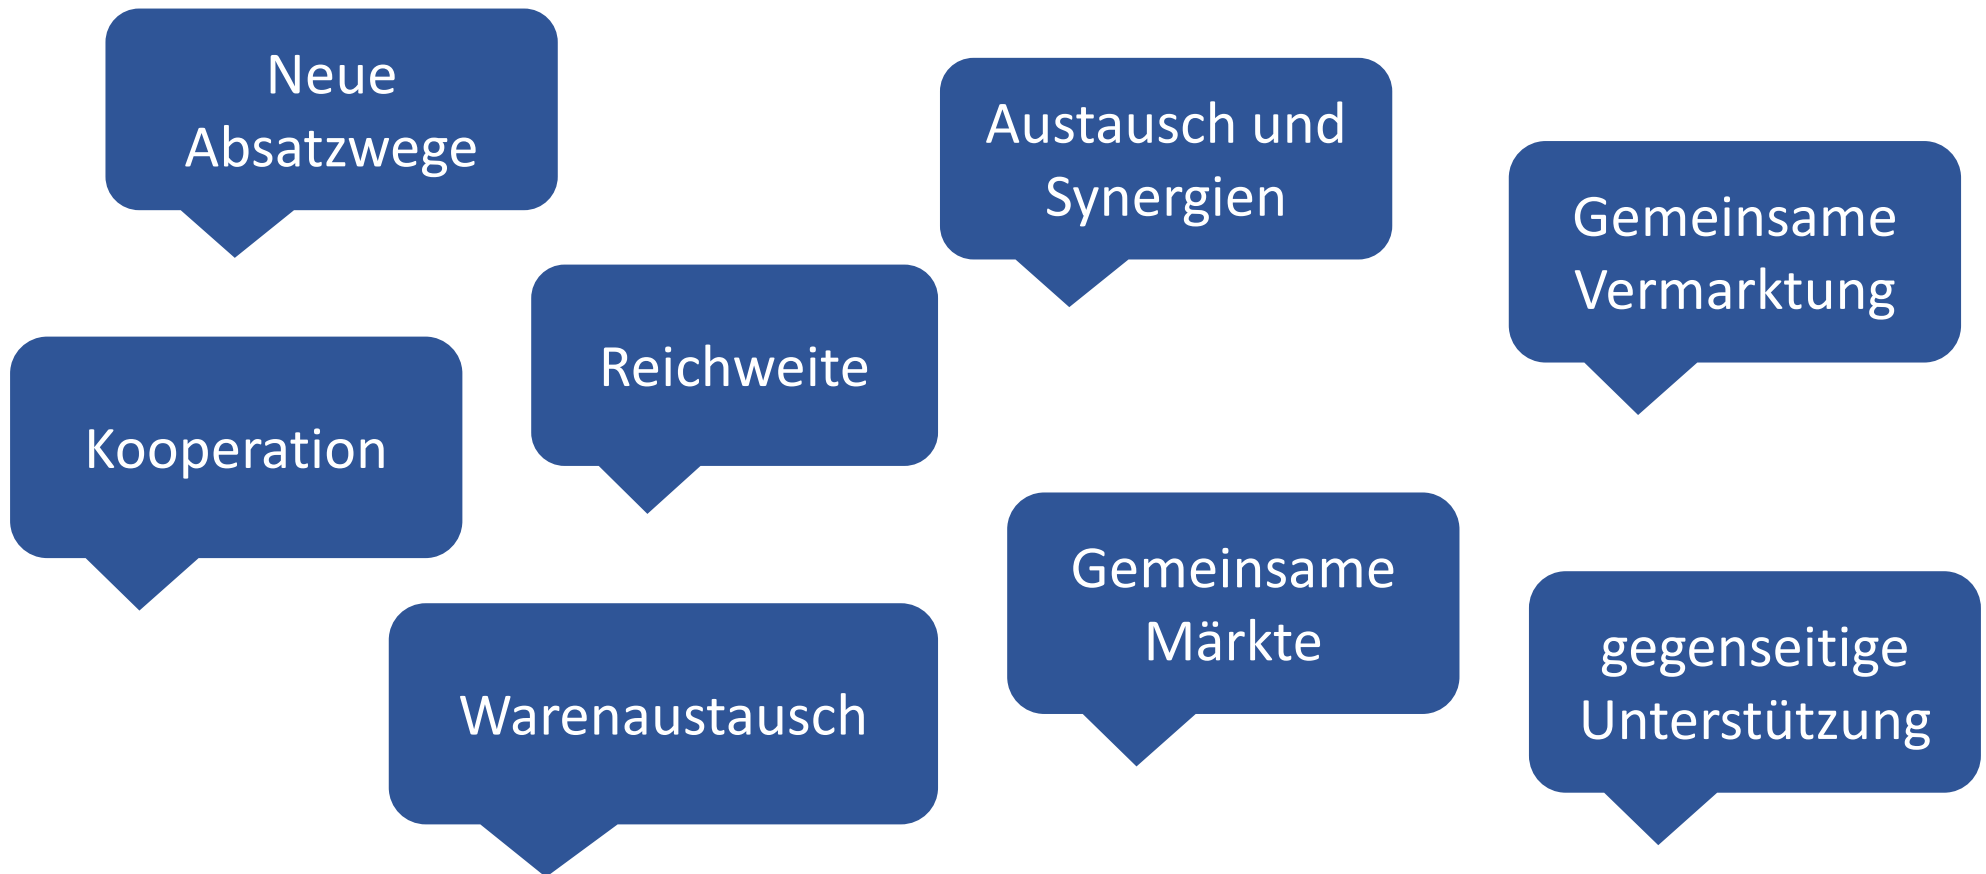 Neue
Absatzwege
Austausch und
Synergien
Gemeinsame
Vermarktung
Reichweite
Kooperation
Gemeinsame
Märkte
gegenseitige
Unterstützung
Warenaustausch